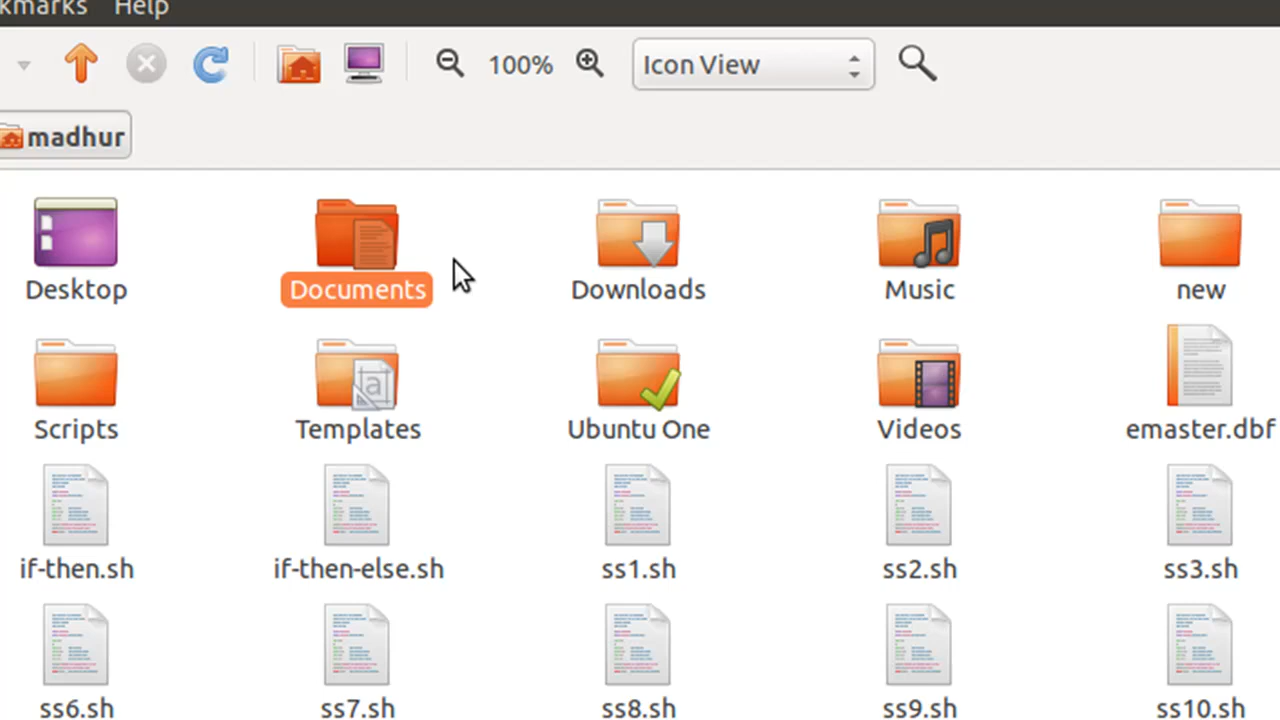 kmarks Help
100% Icon View
madhur
Desktop Documents Downloads Music new
Scripts Templates Ubuntu One Videos emaster.dbf
if-then.sh if-then-else.sh ss1.sh ss2.sh ss3.sh
ss6.sh ss7.sh ss8.sh ss9.sh ss10.sh